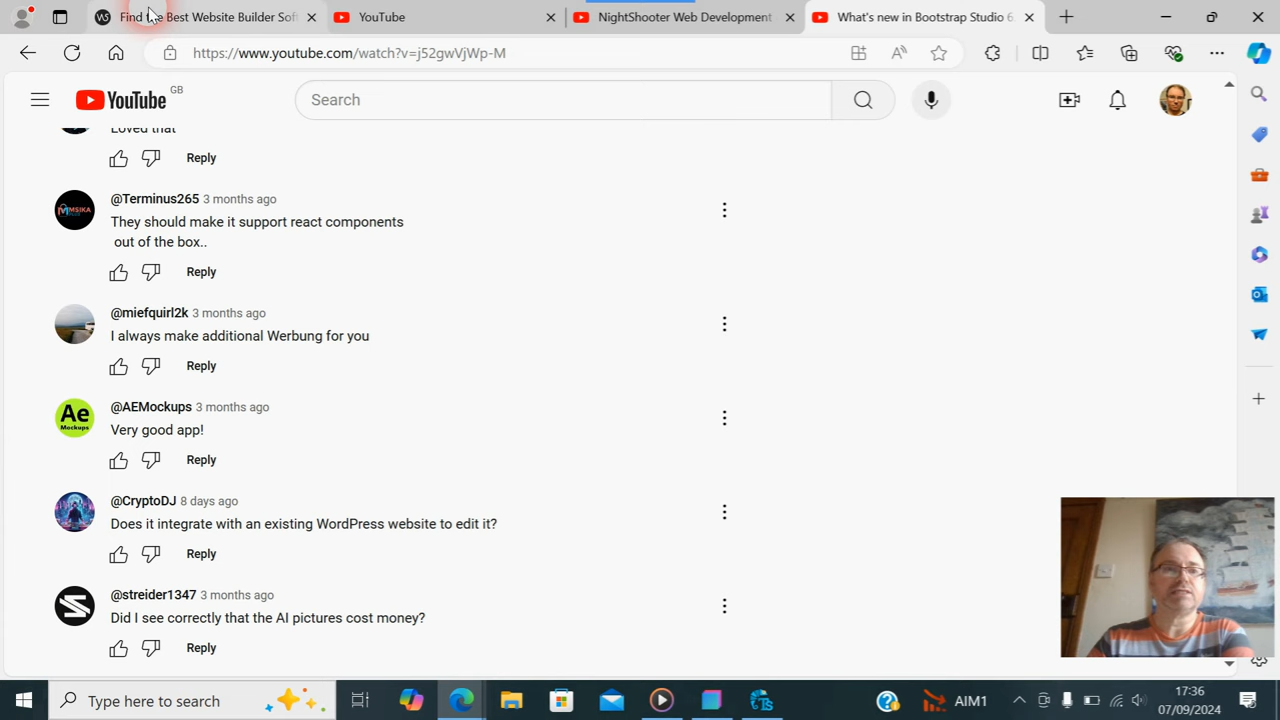 Find the Best Website Builder Soft
YouTube
NightShooter Web Development
What's new in Bootstrap Studio 6.
https://www.youtube.com/watch?v=j52gwVjWp-M
YouTube
GB
Search
Loved that
Reply
@Terminus265 3 months ago
They should make it support react components
out of the box..
Reply
@miefquirl2k 3 months ago
I always make additional Werbung for you
Reply
Ae
Mockups
@AEMockups 3 months ago
Very good app!
Reply
@CryptoDJ 8 days ago
Does it integrate with an existing WordPress website to edit it?
Reply
@streider1347 3 months ago
Did I see correctly that the AI pictures cost money?
Reply
Type here to search
AIM1
17:36
07/09/2024